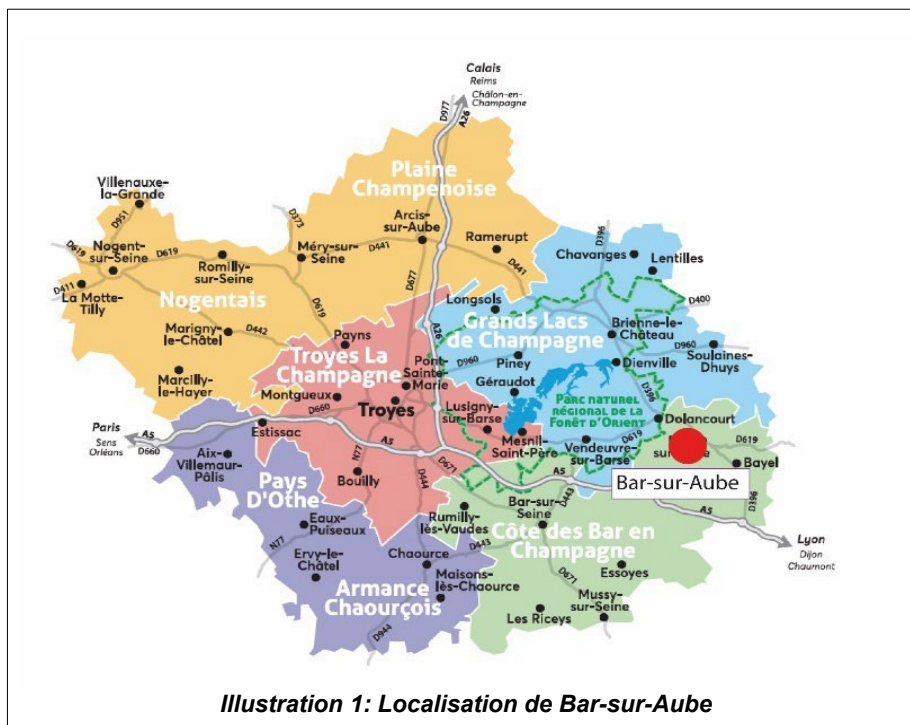 Calais
Reims
Châlon-en-
Champagne
D977
A26
Plaine
Champenoise
Villenauxe-
la-Grande
D951
D373
Arcis-
sur-Aube
Ramerupt
D396
Chavanges
Lentilles
D619
Nogent-
sur-Seine
D619
Romilly-
sur-Seine
Méry-sur-
Seine
D441
D441
D677
D411
La Motte-
Tilly
Nogentais
D619
Longsols
D400
Grands Lacs
de Champagne
Brienne-le-
Château
Marigny-
le-Châtel
D442
Payns
A26
Troyes La
Champagne
Pont-
Sainte-
Marie
D960
Piney
D960
Soulaines-
Dhuys
Dienville
Marcilly-
le-Hayer
Géraudot
Montgueux
D660
Troyes
Parc naturel
régional de la
Forêt d'Orient
D396
Dolancourt
Lusigny-
sur-Barse
Paris
Sens
Orléans
A5
D660
Estissac
Mesnil-
Saint-Père
D619
Vendeuvre-
sur-Barse
sur-
D619
Bayel
Aix-
Villemaur-
Pâlis
N77
A5
D671
A5
Bar-sur-Aube
Bouilly
D444
D443
D396
Pays
D'Othe
Bar-sur-
Seine
A5
Eaux-
Puiseaux
Rumilly-
lès-Vaudes
Côte des Bar en
Champagne
Lyon
Dijon
Chaumont
N77
Ervy-le-
Châtel
Chaource
D443
Essoyes
Maisons-
lès-Chaource
D671
Mussy-
sur-Seine
Armance
Chaourçois
Les Riceys
D944
Illustration 1: Localisation de Bar-sur-Aube